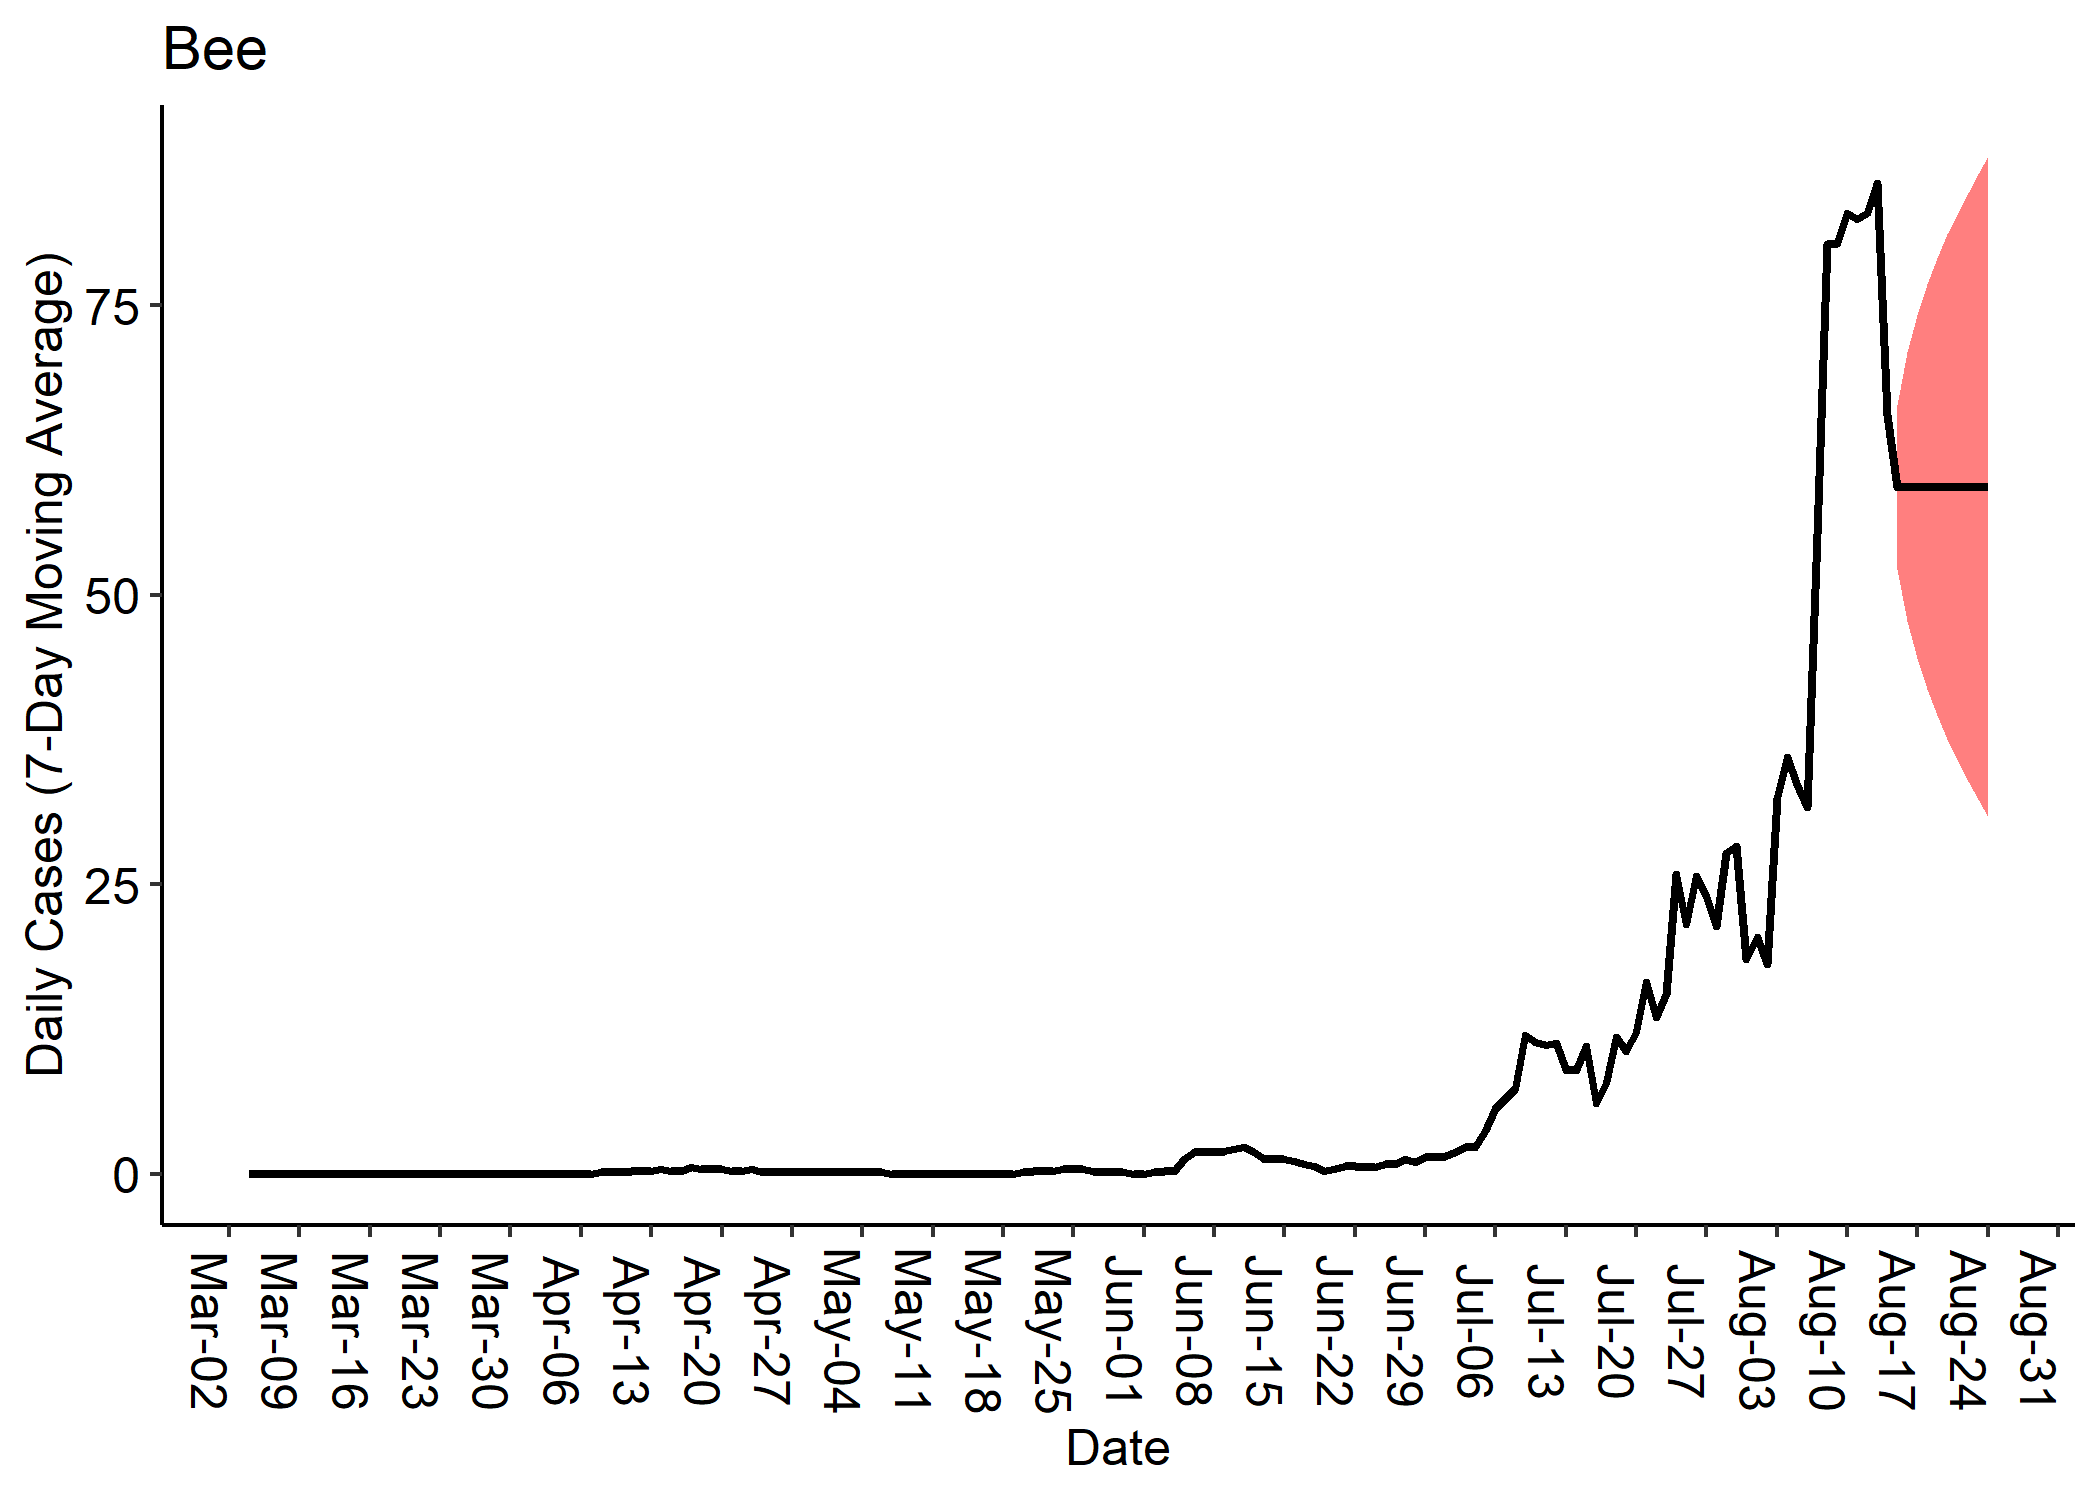 Bee
Daily Cases (7-Day Moving Average)
75
50
25
0
Mar-02
Mar-09
Mar-16
Mar-23
Mar-30
Apr-06
Apr-13
Apr-20
Apr-27
May-04
May-11
May-18
May-25
Jun-01
Jun-08
Jun-15
Jun-22
Jun-29
Jul-06
Jul-13
Jul-20
Jul-27
Aug-03
Aug-10
Aug-17
Aug-24
Aug-31
Date